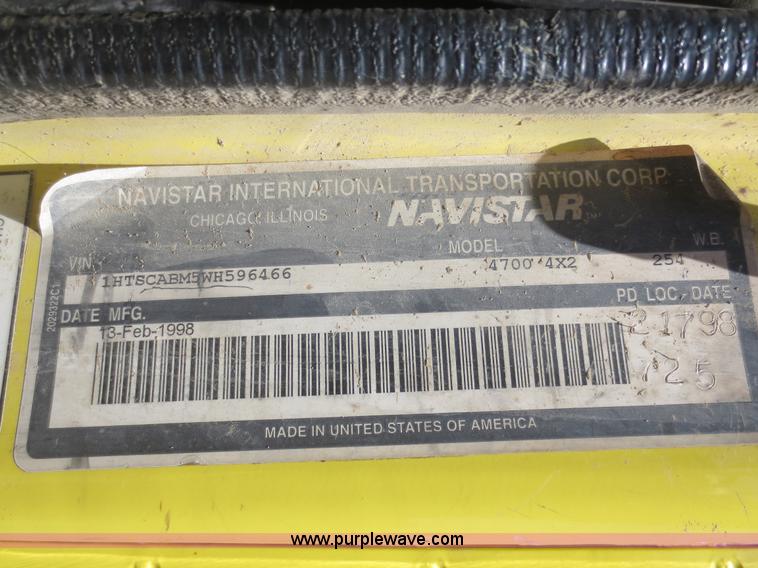 NAVISTAR INTERNATIONAL TRANSPORTATION CORP.
CHICAGO, ILLINOIS NAVISTAR
VIN MODEL W.B.
1HTSCABM5WH596466 4700 4X2 254
DATE MFG. PD LOC. DATE
13-Feb-1998 21798
725
MADE IN UNITED STATES OF AMERICA
2029322C1
www.purplewave.com